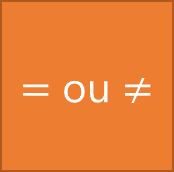 = ou ≠